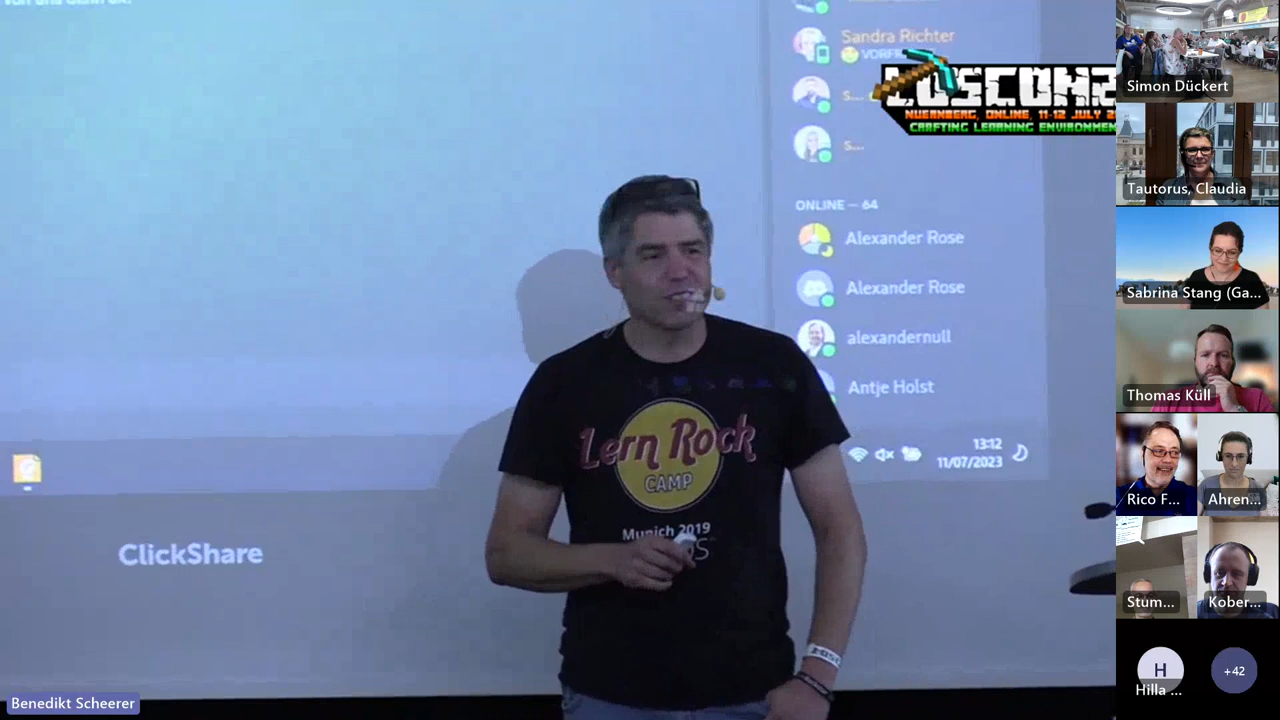 Sandra Richter
S...
S...
ONLINE — 64
Alexander Rose
Alexander Rose
alexandernull
Antje Holst
13:12
11/07/2023
NUERNBERG, ONLINE, 11-12 JULY
CRAFTING LEARNING ENVIRONMEN
Lern Rock
CAMP
Munich 2019
ClickShare
Benedikt Scheerer
Simon Dückert
Tautorus, Claudia
Sabrina Stang (Ga...
Thomas Küll
Rico F...
Ahren...
Stum...
Kober...
H
Hilla ...
+42